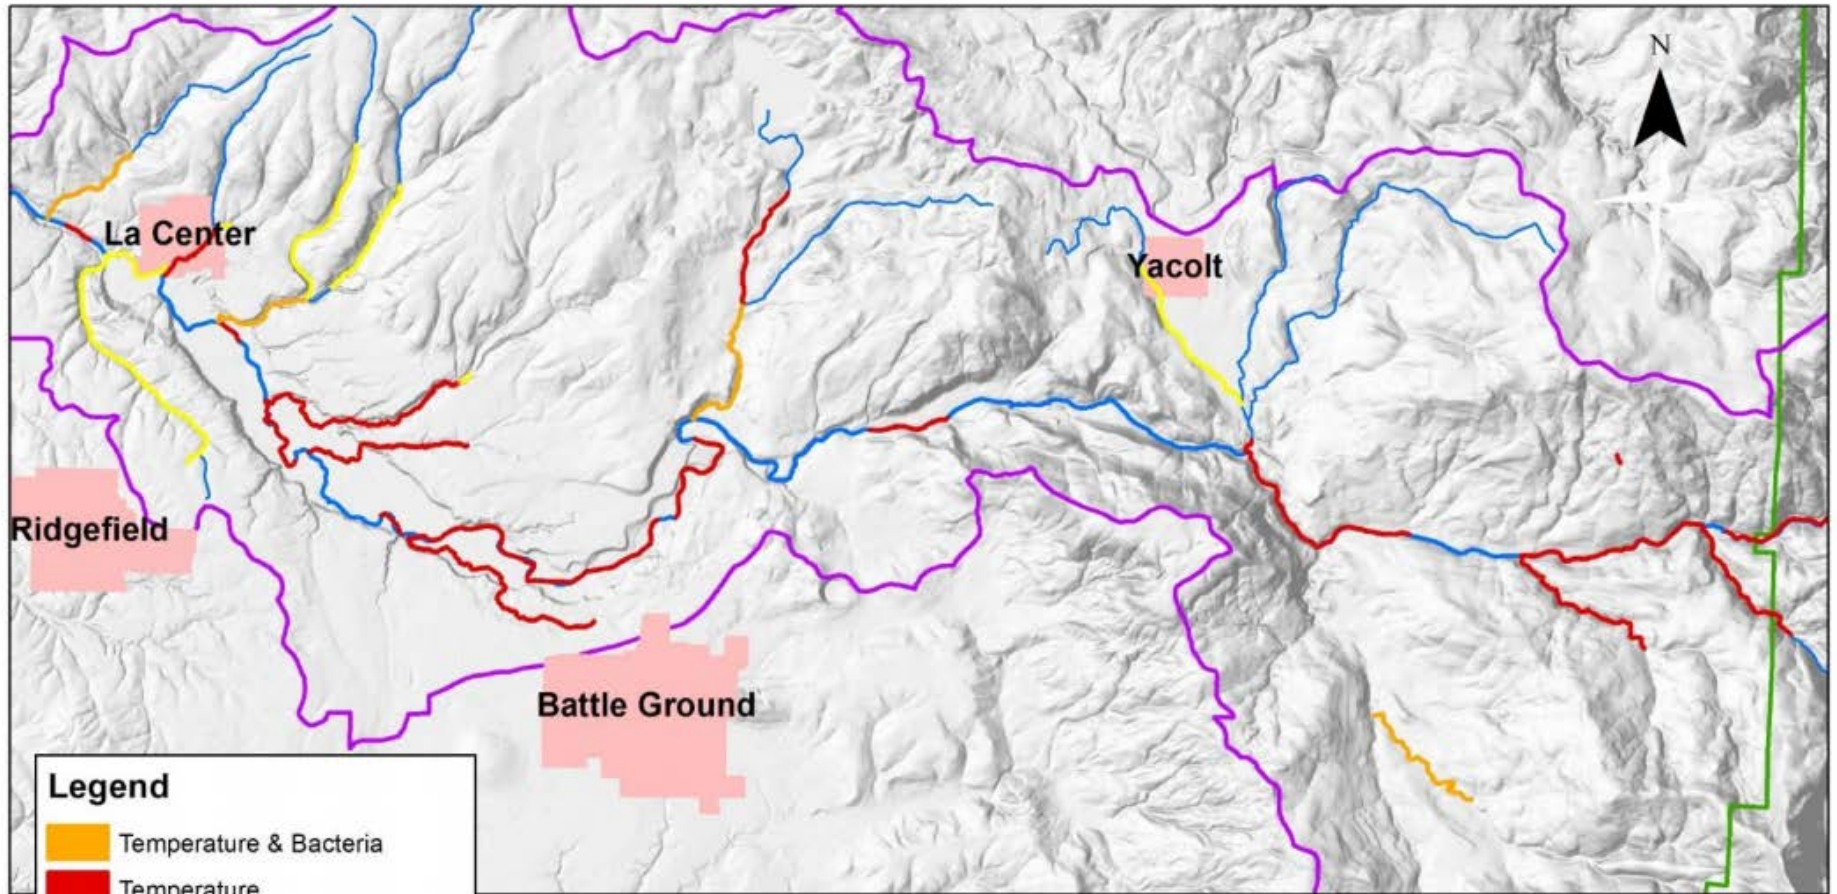 N
La Center
Yacolt
Ridgefield
Battle Ground
Legend
Temperature & Bacteria
Temperature